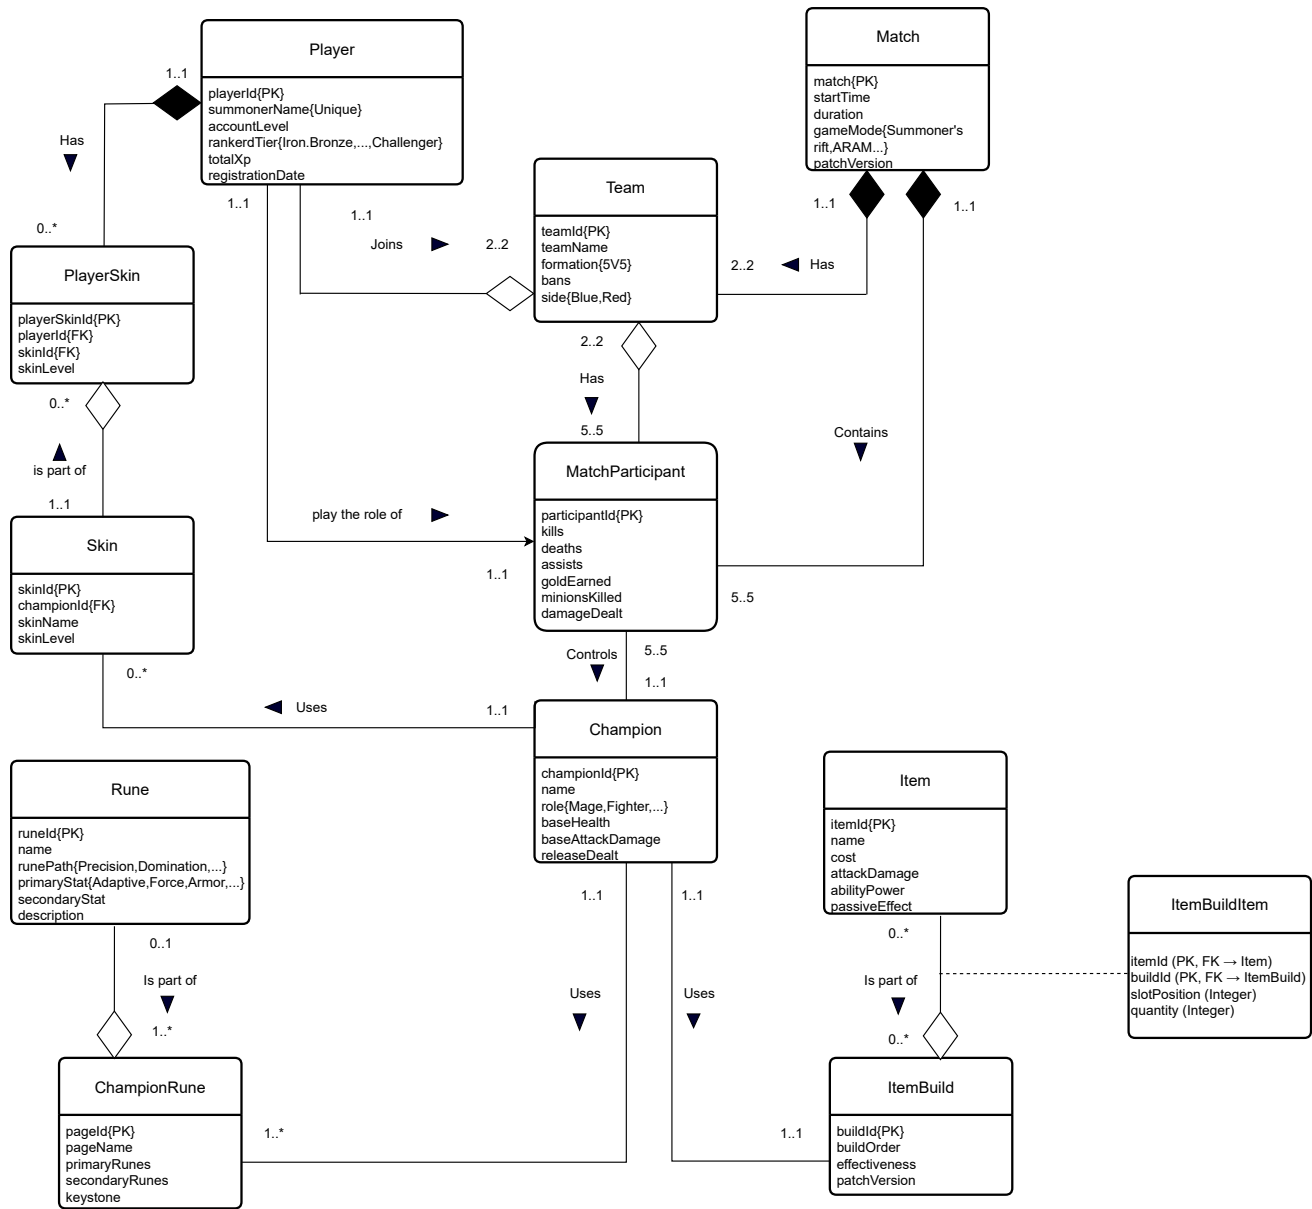 Player
playerId{PK}
summonerName{Unique}
accountLevel
rankerdTier{Iron.Bronze,...,Challenger}
totalXp
registrationDate
Match
match{PK}
startTime
duration
gameMode{Summoner's
rift,ARAM...}
patchVersion
1..1
Has
0..*
1..1
1..1
Joins
2..2
Team
teamId{PK}
teamName
formation{5V5}
bans
side{Blue,Red}
1..1
1..1
2..2
Has
PlayerSkin
playerSkinId{PK}
playerId{FK}
skinId{FK}
skinLevel
2..2
Has
5..5
Contains
0..*
is part of
1..1
play the role of
1..1
MatchParticipant
participantId{PK}
kills
deaths
assists
goldEarned
minionsKilled
damageDealt
5..5
Skin
skinId{PK}
championId{FK}
skinName
skinLevel
0..*
Controls
5..5
1..1
Uses
1..1
Champion
championId{PK}
name
role{Mage,Fighter,...}
baseHealth
baseAttackDamage
releaseDealt
Rune
runeId{PK}
name
runePath{Precision,Domination,...}
primaryStat{Adaptive,Force,Armor,...}
secondaryStat
description
Item
itemId{PK}
name
cost
attackDamage
abilityPower
passiveEffect
1..1
1..1
ItemBuildItem
itemId (PK, FK → Item)
buildId (PK, FK → ItemBuild)
slotPosition (Integer)
quantity (Integer)
0..1
Is part of
1..*
Uses
Uses
0..*
Is part of
0..*
ChampionRune
pageId{PK}
pageName
primaryRunes
secondaryRunes
keystone
1..*
1..1
ItemBuild
buildId{PK}
buildOrder
effectiveness
patchVersion